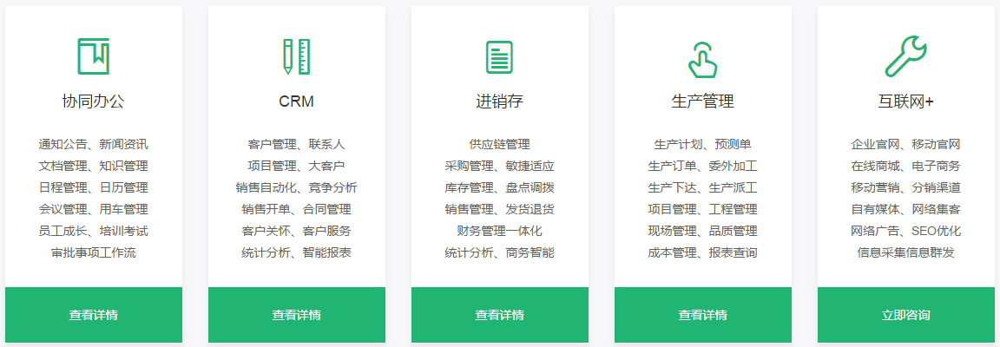 协同办公
通知公告、新闻资讯
文档管理、知识管理
日程管理、日历管理
会议管理、用车管理
员工成长、培训考试
审批事项工作流
查看详情
CRM
客户管理、联系人
项目管理、大客户
销售自动化、竞争分析
销售开单、合同管理
客户关怀、客户服务
统计分析、智能报表
查看详情
进销存
供应链管理
采购管理、敏捷适应
库存管理、盘点调拨
销售管理、发货退货
财务管理一体化
统计分析、商务智能
查看详情
生产管理
生产计划、预测单
生产订单、委外加工
生产下达、生产派工
项目管理、工程管理
现场管理、品质管理
成本管理、报表查询
查看详情
互联网+
企业官网、移动官网
在线商城、电子商务
移动营销、分销渠道
自有媒体、网络集客
网络广告、SEO优化
信息采集信息群发
立即咨询